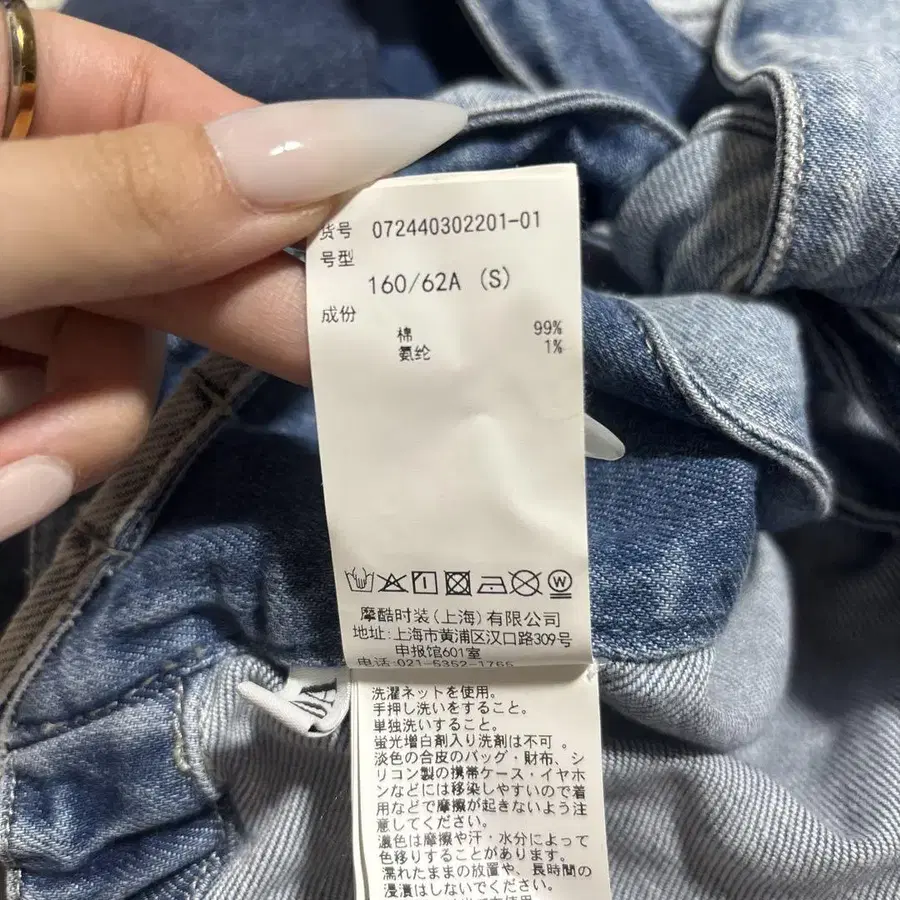 货号 072440302201-01
号型
160/62A (S)
成份
棉 99%
氨纶 1%
摩酷时装(上海)有限公司
地址:上海市黄浦区汉口路309号
申报馆601室
电话:021-5352-1766
洗濯ネットを使用。
手押し洗いをすること。
単独洗いすること。
蛍光増白剤入り洗剤は不可。
淡色の合皮のバッグ・財布、シ
リコン製の携帯ケース・イヤホ
ンなどには移染しやすいので着
用などで摩擦が起きないよう注
意してください。
濃色は摩擦や汗・水分によって
色移りすることがあります。
濡れたままの放置や、長時間の
浸漬はしないでください。